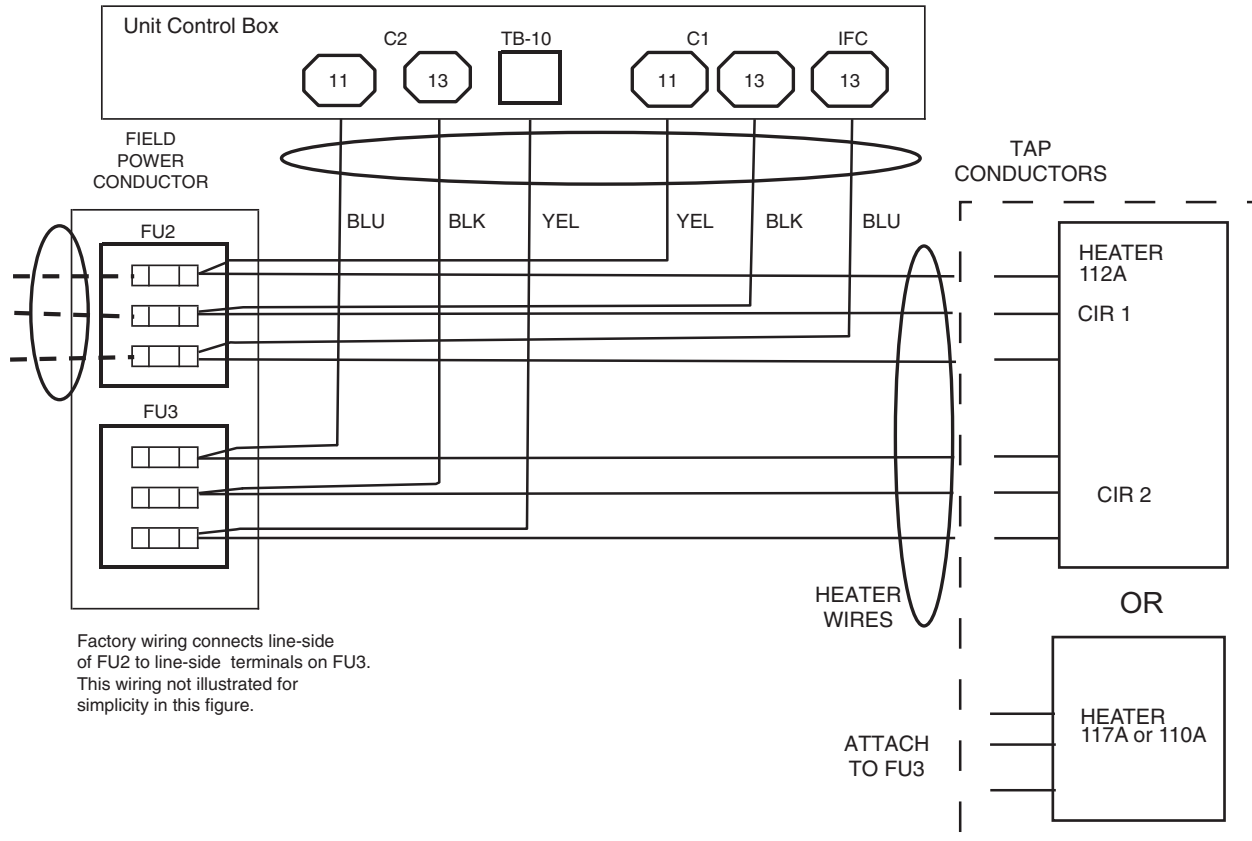 Unit Control Box
C2
TB-10
C1
IFC
11
13
11
13
13
FIELD
POWER
CONDUCTOR
TAP
CONDUCTORS
BLU
BLK
YEL
YEL
BLK
BLU
FU2
HEATER
112A
CIR 1
FU3
CIR 2
HEATER
WIRES
OR
Factory wiring connects line-side
of FU2 to line-side terminals on FU3.
This wiring not illustrated for
simplicity in this figure.
HEATER
117A or 110A
ATTACH
TO FU3